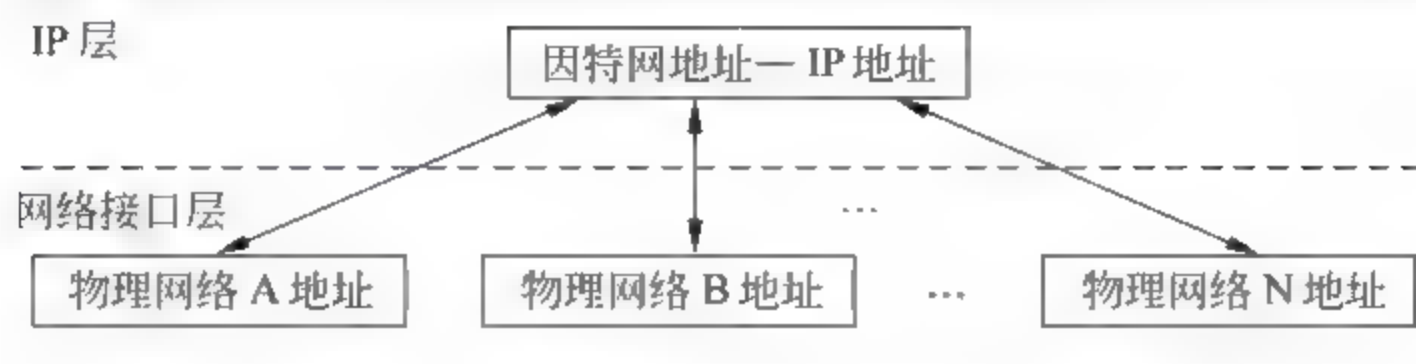 IP 层
因特网地址— IP 地址
网络接口层
…
物理网络 A 地址
物理网络 B 地址
…
物理网络 N 地址